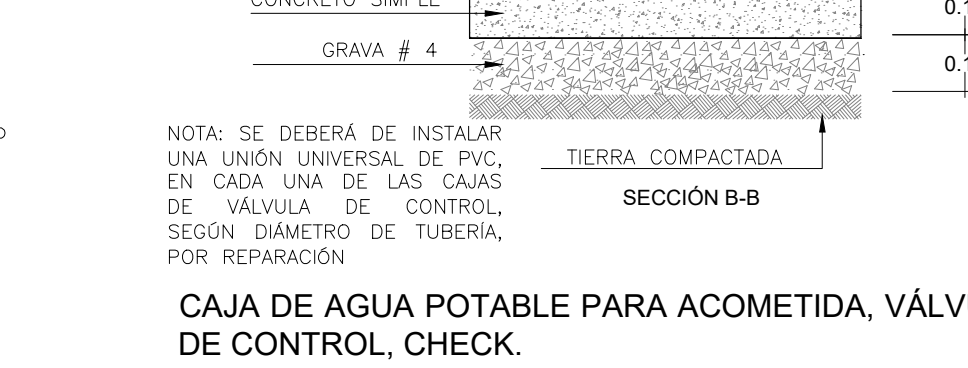 CONCRETO SIMPLE
GRAVA # 4
NOTA: SE DEBERÁ DE INSTALAR
UNA UNIÓN UNIVERSAL DE PVC,
EN CADA UNA DE LAS CAJAS
DE VÁLVULA DE CONTROL,
SEGÚN DIÁMETRO DE TUBERÍA,
POR REPARACIÓN
TIERRA COMPACTADA
SECCIÓN B-B
CAJA DE AGUA POTABLE PARA ACOMETIDA,
DE CONTROL, CHECK.